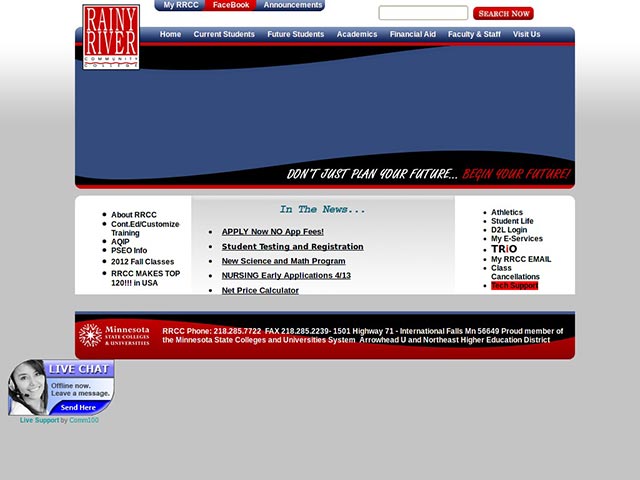 My RRCC FaceBook Announcements
Search Now
RAINY
RIVER
COMMUNITY
COLLEGE
Home Current Students Future Students Academics Financial Aid Faculty & Staff Visit Us
DON'T JUST PLAN YOUR FUTURE... BEGIN YOUR FUTURE!
About RRCC
Cont.Ed/Customize
Training
AQIP
PSEO Info
2012 Fall Classes
RRCC MAKES TOP
120!!! in USA
In The News...
APPLY Now NO App Fees!
Student Testing and Registration
New Science and Math Program
NURSING Early Applications 4/13
Net Price Calculator
Athletics
Student Life
D2L Login
My E-Services
TRiO
My RRCC EMAIL
Class
Cancellations
Tech Support
Minnesota
STATE COLLEGES
& UNIVERSITIES
RRCC Phone: 218.285.7722 FAX 218.285.2239- 1501 Highway 71 - International Falls Mn 56649 Proud member of
the Minnesota State Colleges and Universities System Arrowhead U and Northeast Higher Education District
LIVE CHAT
Offline now.
Leave a message.
Send Here
Live Support by Comm100